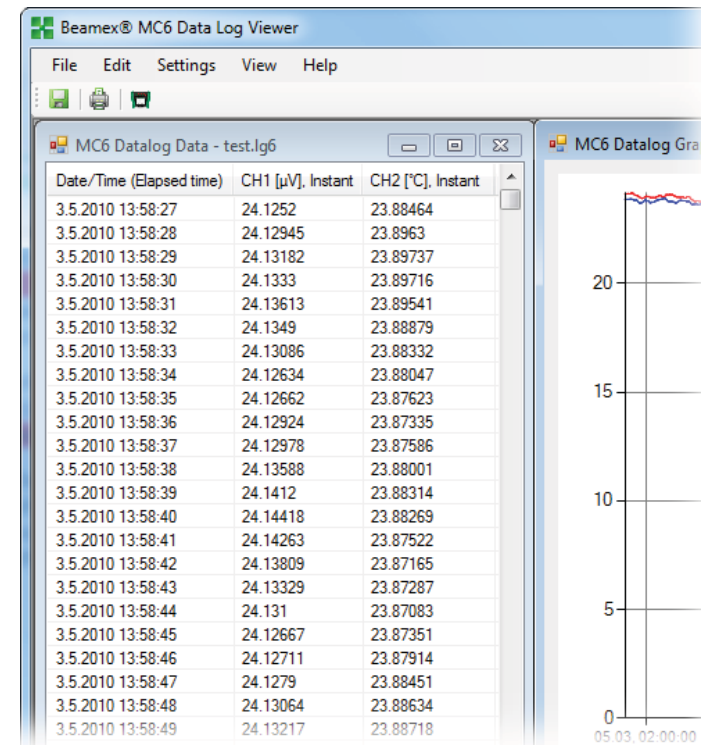 Beamex® MC6 Data Log Viewer
File Edit Settings View Help
MC6 Datalog Data - test.lg6
Date/Time (Elapsed time) CH1 [µV], Instant CH2 [°C], Instant
3.5.2010 13:58:27 24.1252 23.88464
3.5.2010 13:58:28 24.12945 23.8963
3.5.2010 13:58:29 24.13182 23.89737
3.5.2010 13:58:30 24.1333 23.89716
3.5.2010 13:58:31 24.13613 23.89541
3.5.2010 13:58:32 24.1349 23.88879
3.5.2010 13:58:33 24.13086 23.88332
3.5.2010 13:58:34 24.12634 23.88047
3.5.2010 13:58:35 24.12662 23.87623
3.5.2010 13:58:36 24.12924 23.87335
3.5.2010 13:58:37 24.12978 23.87586
3.5.2010 13:58:38 24.13588 23.88001
3.5.2010 13:58:39 24.1412 23.88314
3.5.2010 13:58:40 24.14418 23.88269
3.5.2010 13:58:41 24.14263 23.87522
3.5.2010 13:58:42 24.13809 23.87165
3.5.2010 13:58:43 24.13329 23.87287
3.5.2010 13:58:44 24.131 23.87083
3.5.2010 13:58:45 24.12667 23.87351
3.5.2010 13:58:46 24.12711 23.87914
3.5.2010 13:58:47 24.1279 23.88451
3.5.2010 13:58:48 24.13064 23.88634
3.5.2010 13:58:49 24.13217 23.88718
MC6 Datalog Gra
20
15
10
5
0
05.03, 02:00:00